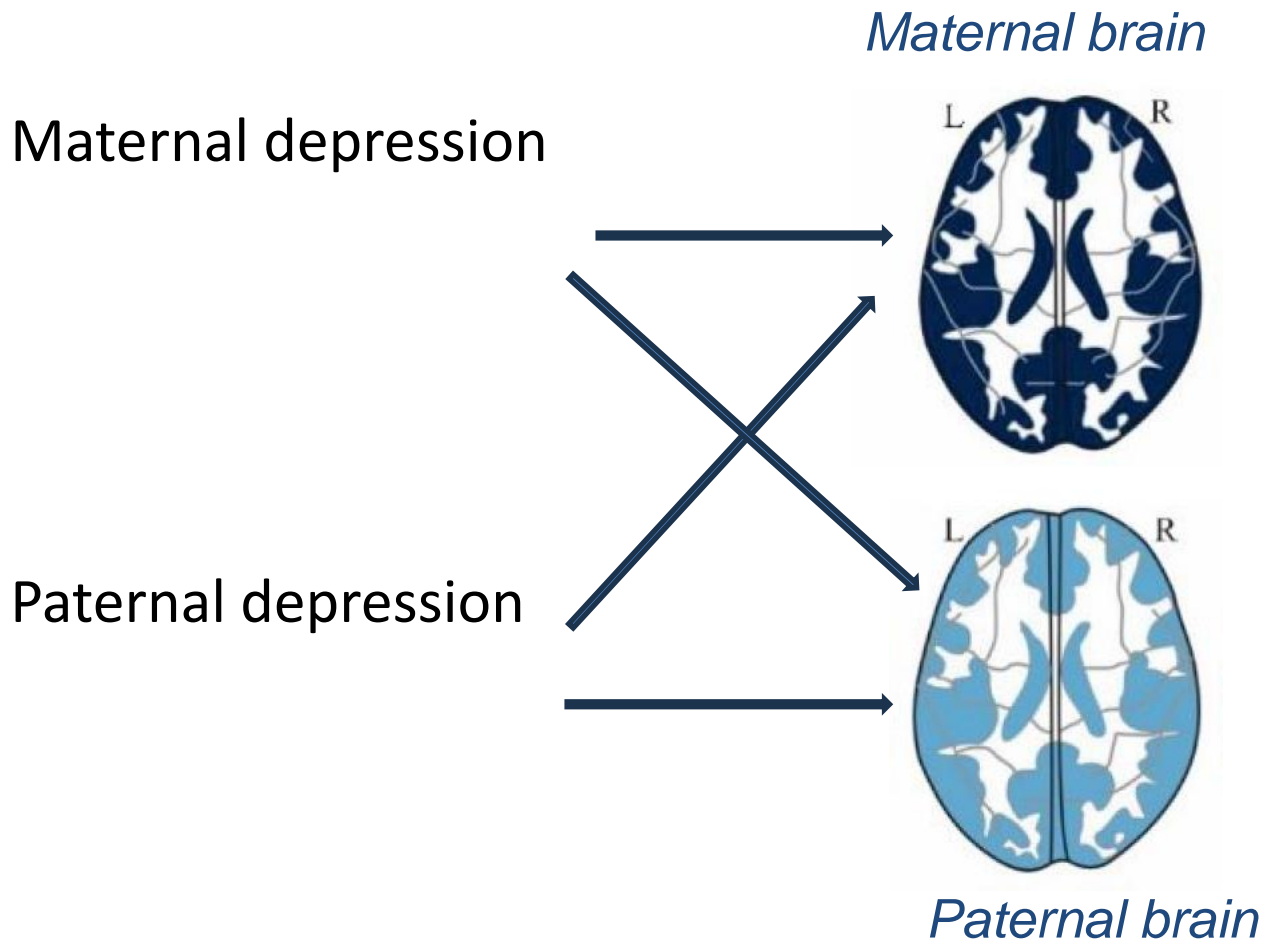 Maternal brain
Maternal depression
L R
L R
Paternal depression
Paternal brain